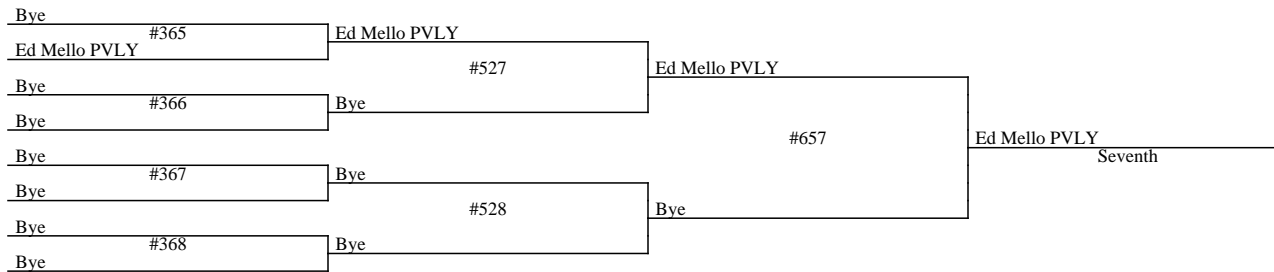 Bye
#365
Ed Mello PVLY
Ed Mello PVLY
#527
Ed Mello PVLY
Bye
#366
Bye
Bye
#657
Ed Mello PVLY
Seventh
Bye
#367
Bye
Bye
#528
Bye
Bye
#368
Bye
Bye